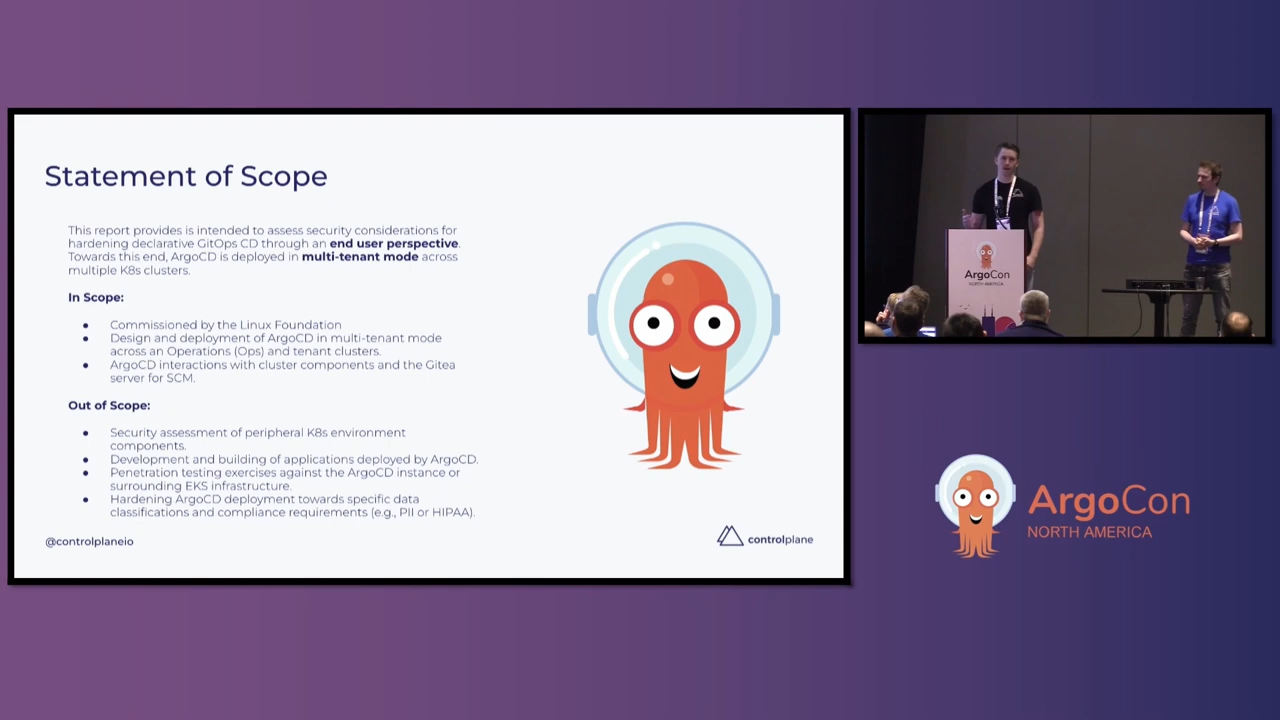 Statement of Scope
This report provides is intended to assess security considerations for
hardening declarative GitOps CD through an end user perspective.
Towards this end, ArgoCD is deployed in multi-tenant mode across
multiple K8s clusters.
In Scope:
● Commissioned by the Linux Foundation
● Design and deployment of ArgoCD in multi-tenant mode
across an Operations (Ops) and tenant clusters.
● ArgoCD interactions with cluster components and the Gitea
server for SCM.
Out of Scope:
● Security assessment of peripheral K8s environment
components.
● Development and building of applications deployed by ArgoCD.
● Penetration testing exercises against the ArgoCD instance or
surrounding EKS infrastructure.
● Hardening ArgoCD deployment towards specific data
classifications and compliance requirements (e.g., PII or HIPAA).
@controlplaneio
controlplane
ArgoCon
NORTH AMERICA
ArgoCon
NORTH AMERICA